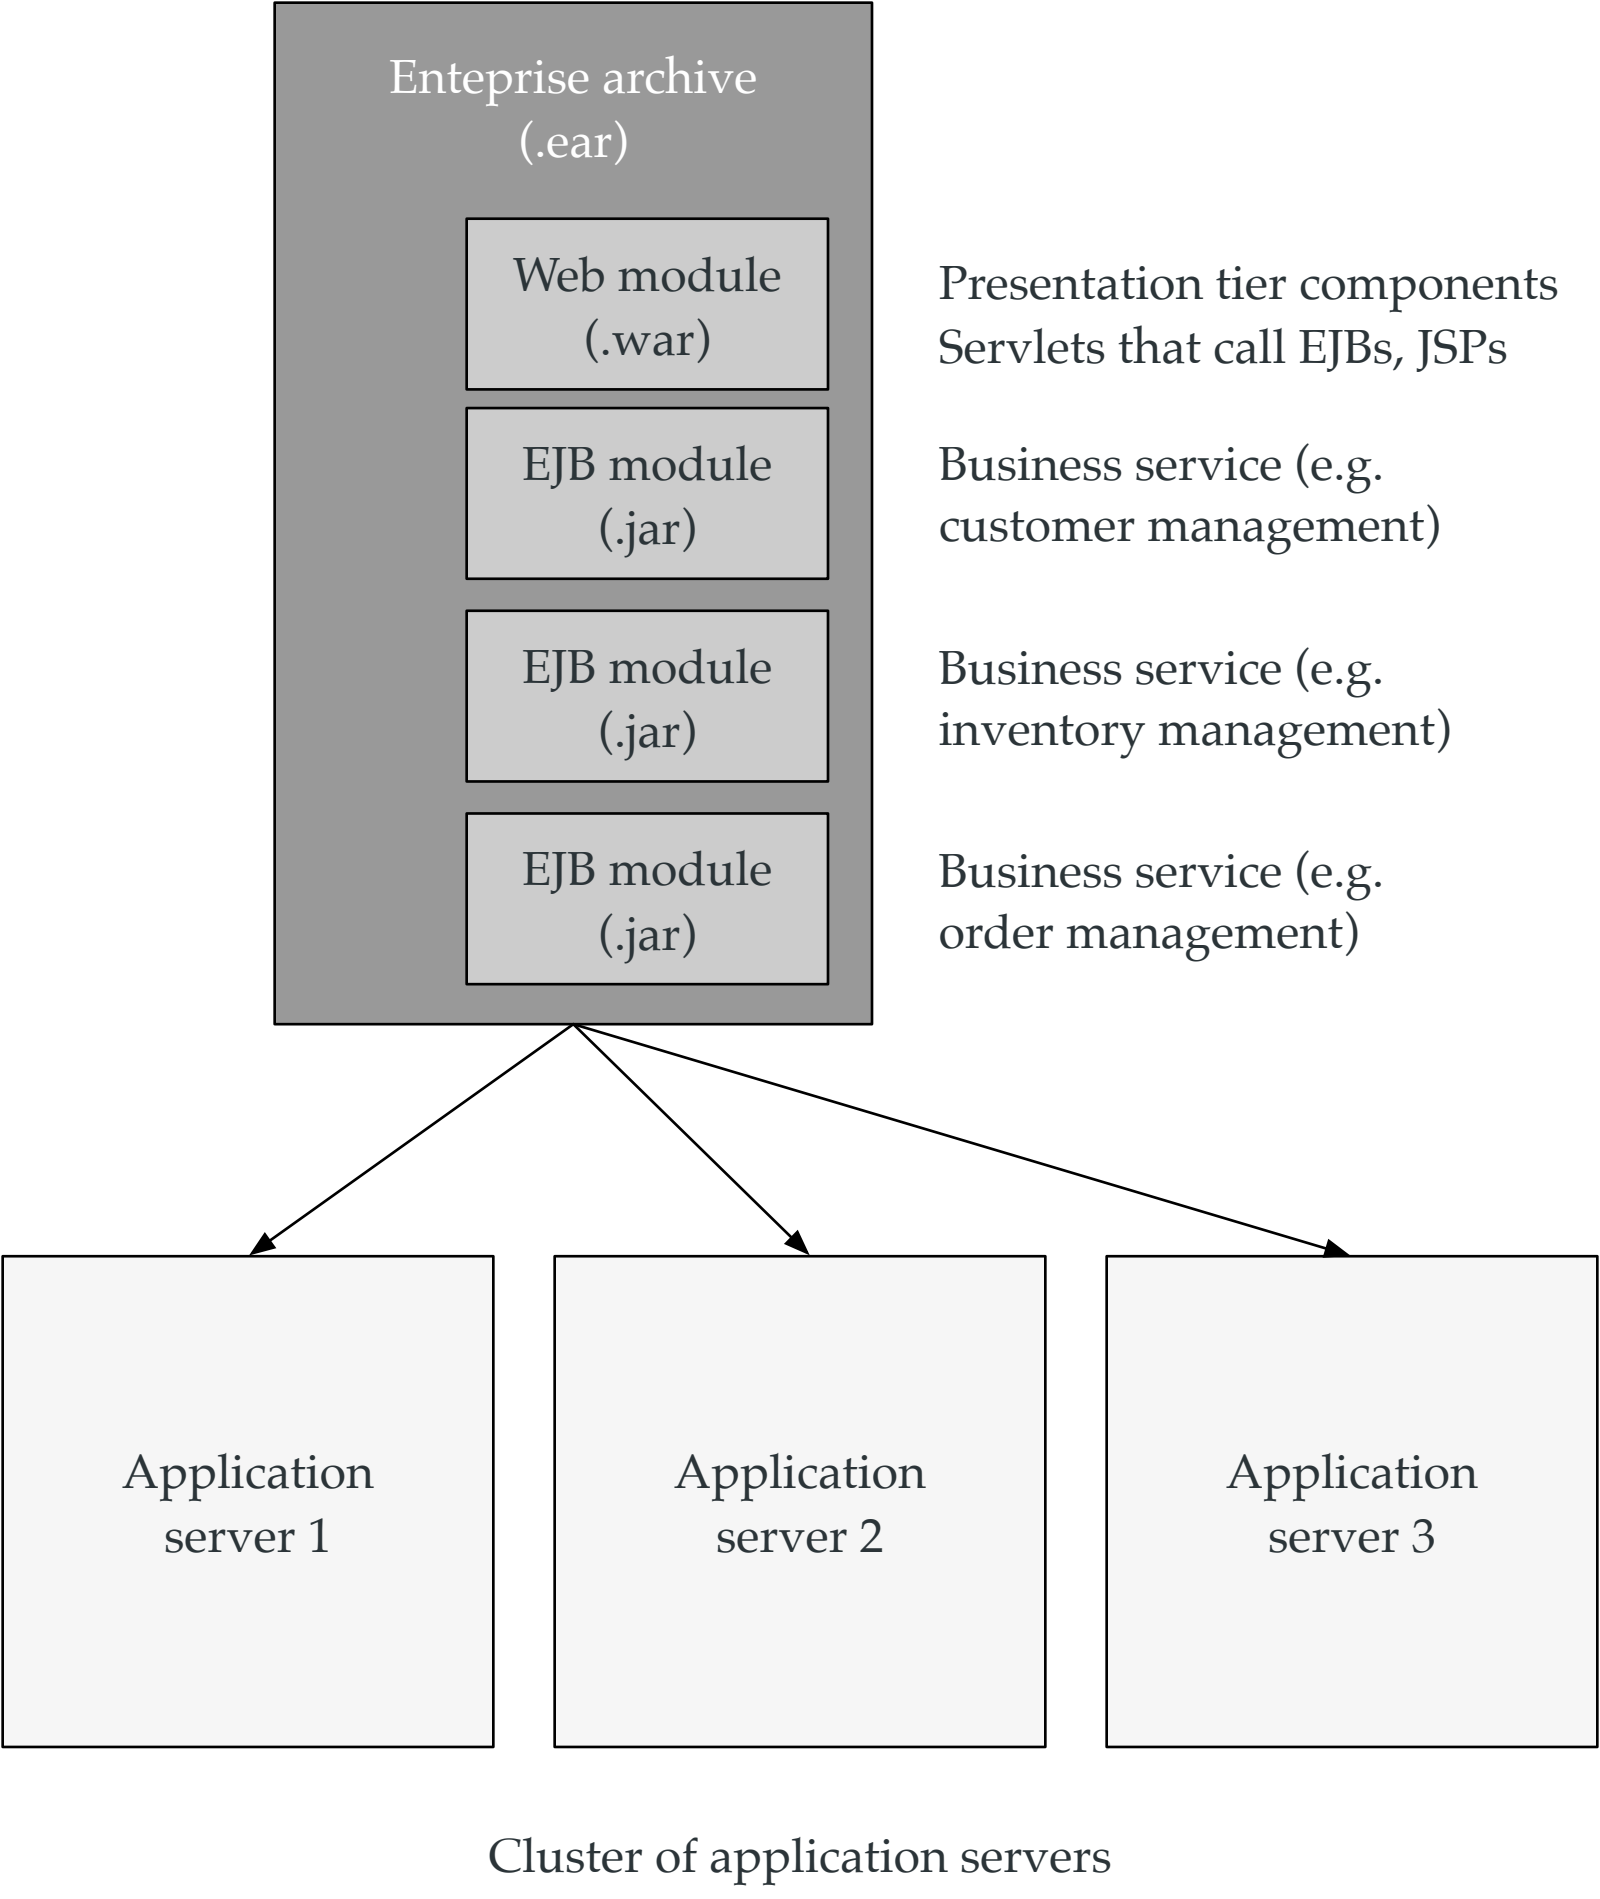 Enteprise archive
(.ear)
Web module
(.war)
Presentation tier components
Servlets that call EJBs, JSPs
EJB module
(.jar)
Business service (e.g.
customer management)
EJB module
(.jar)
Business service (e.g.
inventory management)
EJB module
(.jar)
Business service (e.g.
order management)
Application
server 1
Application
server 2
Application
server 3
Cluster of application servers